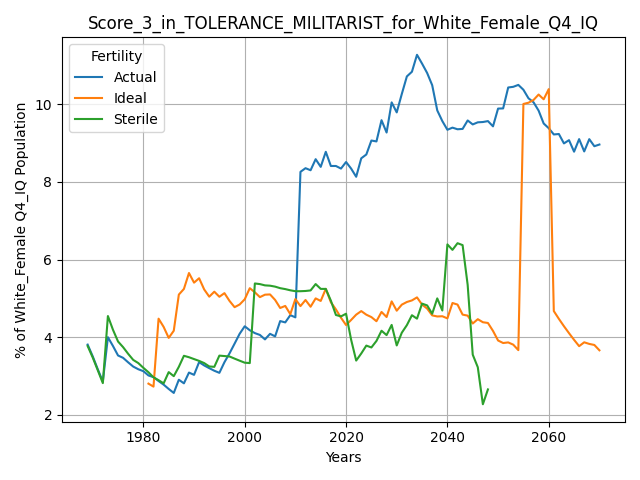 Score_3_in_TOLERANCE_MILITARIST_for_White_Female_Q4_IQ
Fertility
Actual
Ideal
Sterile
% of White_Female Q4_IQ Population
10
8
6
4
2
1980
2000
2020
2040
2060
Years